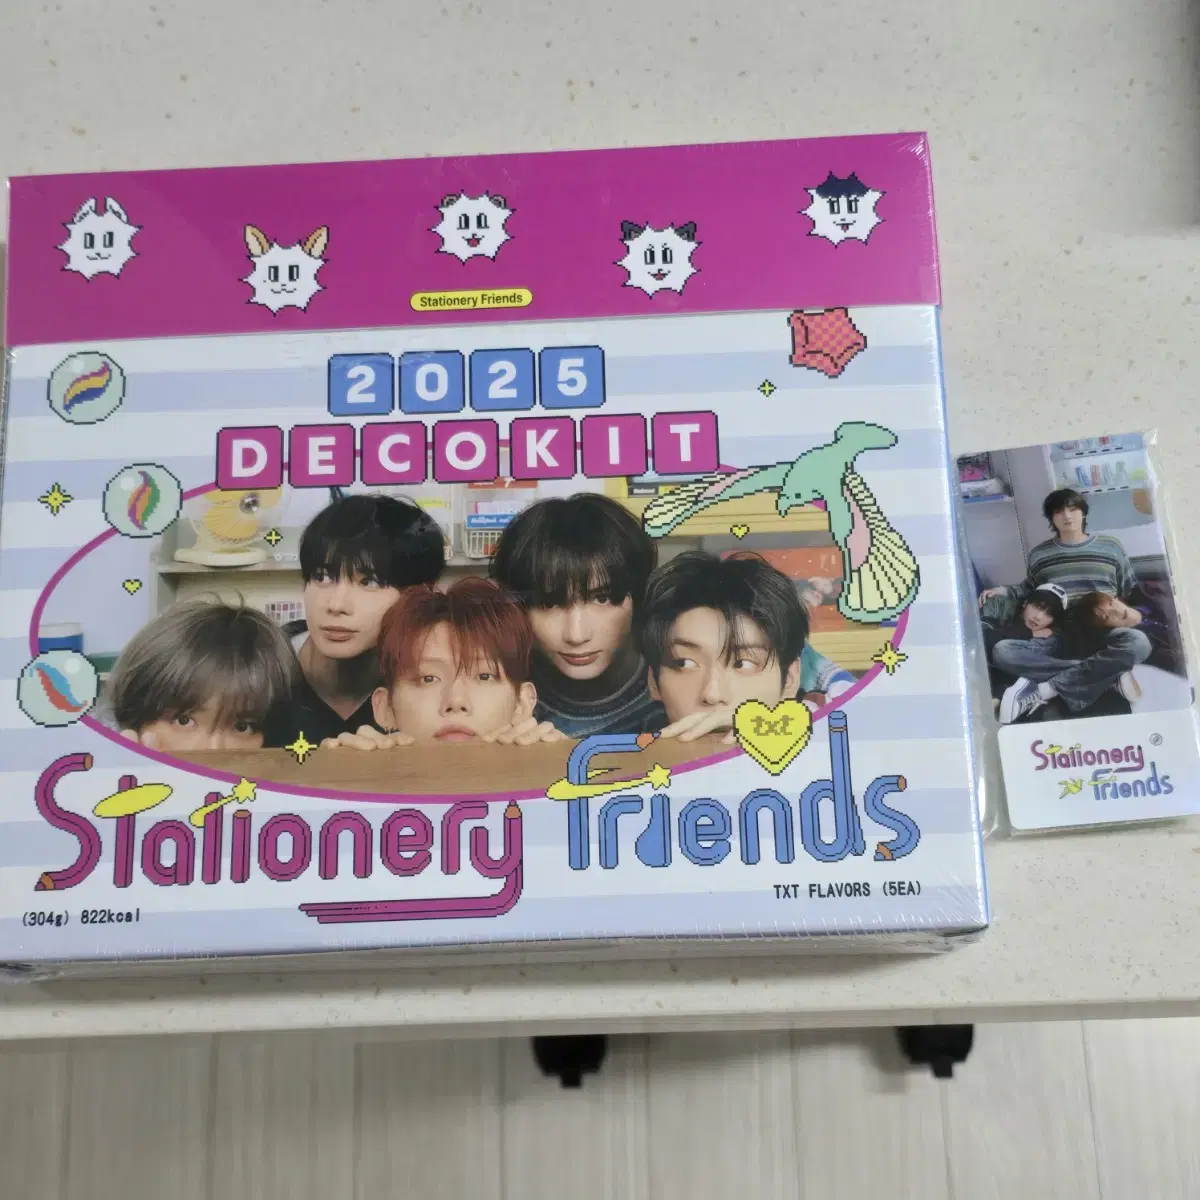 Stationery Friends
2025
DECOKIT
txt
Stationery Friends
(304g) 822kcal
TXT FLAVORS (5EA)
Stationery
Friends